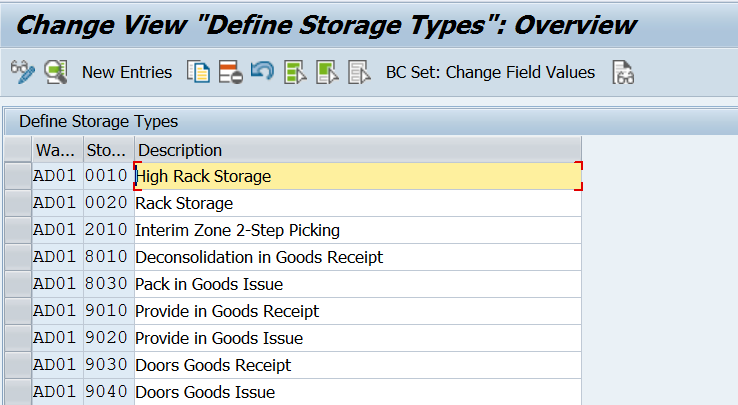 Change View "Define Storage Types": Overview
New Entries BC Set: Change Field Values
Define Storage Types
Wa... Sto... Description
AD01 0010 High Rack Storage
AD01 0020 Rack Storage
AD01 2010 Interim Zone 2-Step Picking
AD01 8010 Deconsolidation in Goods Receipt
AD01 8030 Pack in Goods Issue
AD01 9010 Provide in Goods Receipt
AD01 9020 Provide in Goods Issue
AD01 9030 Doors Goods Receipt
AD01 9040 Doors Goods Issue